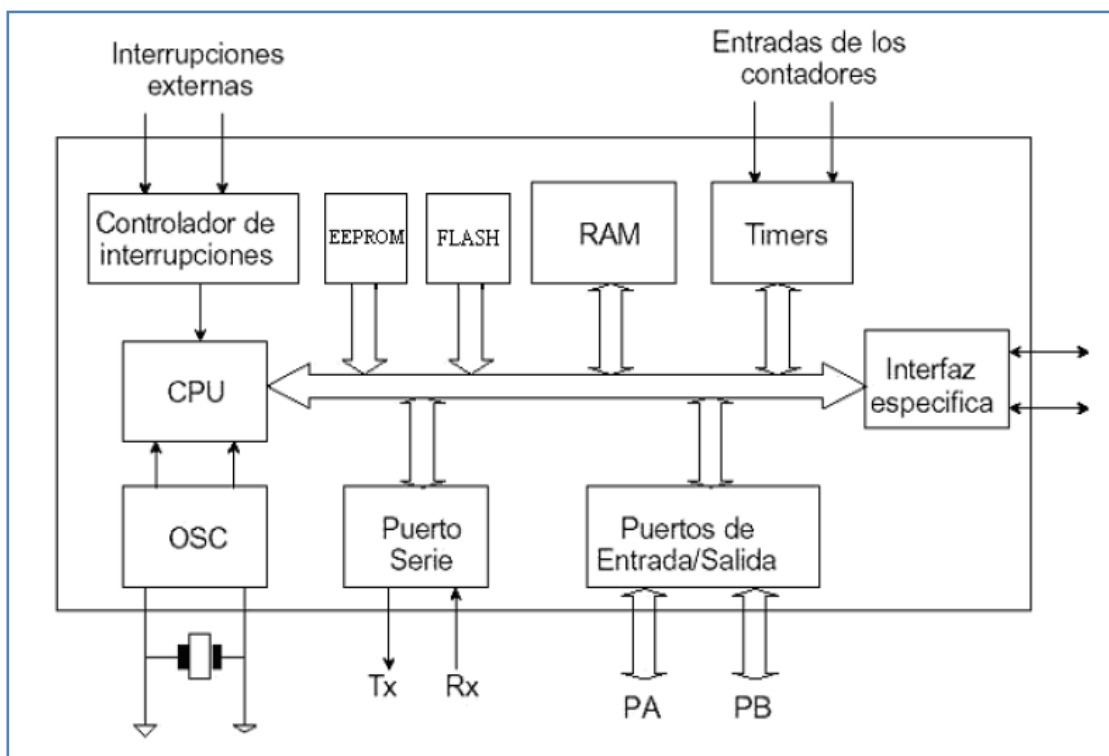 Interrupciones
externas
Entradas de los
contadores
Controlador de
interrupciones
EEPROM
FLASH
RAM
Timers
CPU
Interfaz
especifica
OSC
Puerto
Serie
Puertos de
Entrada/Salida
Tx
Rx
PA
PB